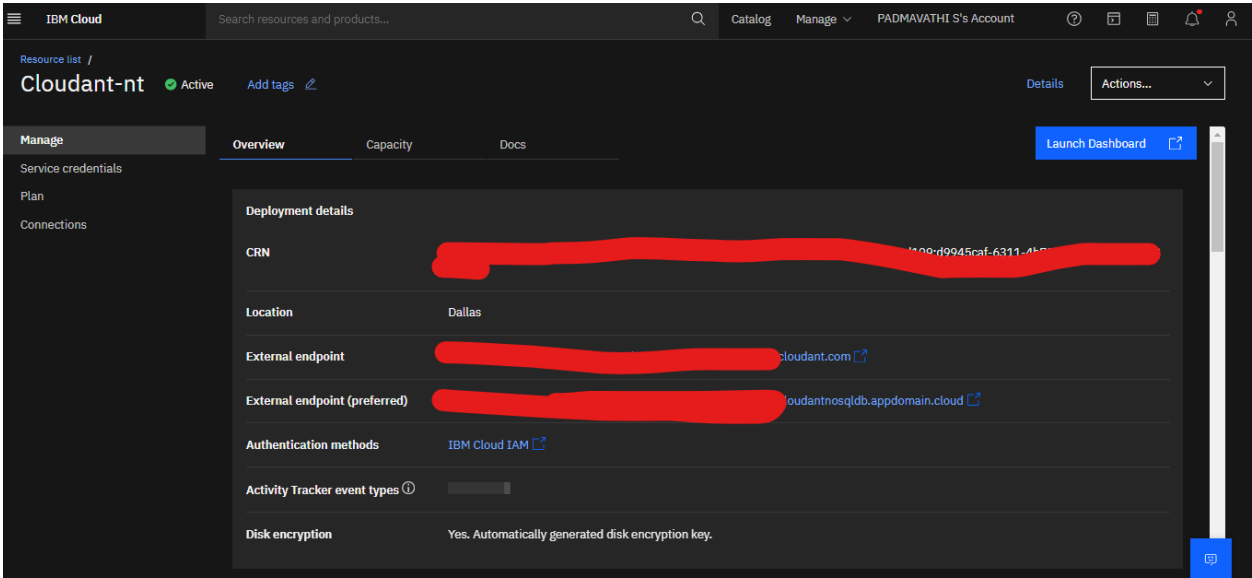 IBM Cloud
Search resources and products...
Catalog
Manage
PADMAVATHI S's Account
Resource list /
Cloudant-nt
Active
Add tags
Details
Actions...
Manage
Service credentials
Plan
Connections
Overview
Capacity
Docs
Launch Dashboard
Deployment details
CRN
Location
Dallas
External endpoint
cloudant.com
External endpoint (preferred)
oudantnosqldb.appdomain.cloud
Authentication methods
IBM Cloud IAM
Activity Tracker event types
Disk encryption
Yes. Automatically generated disk encryption key.